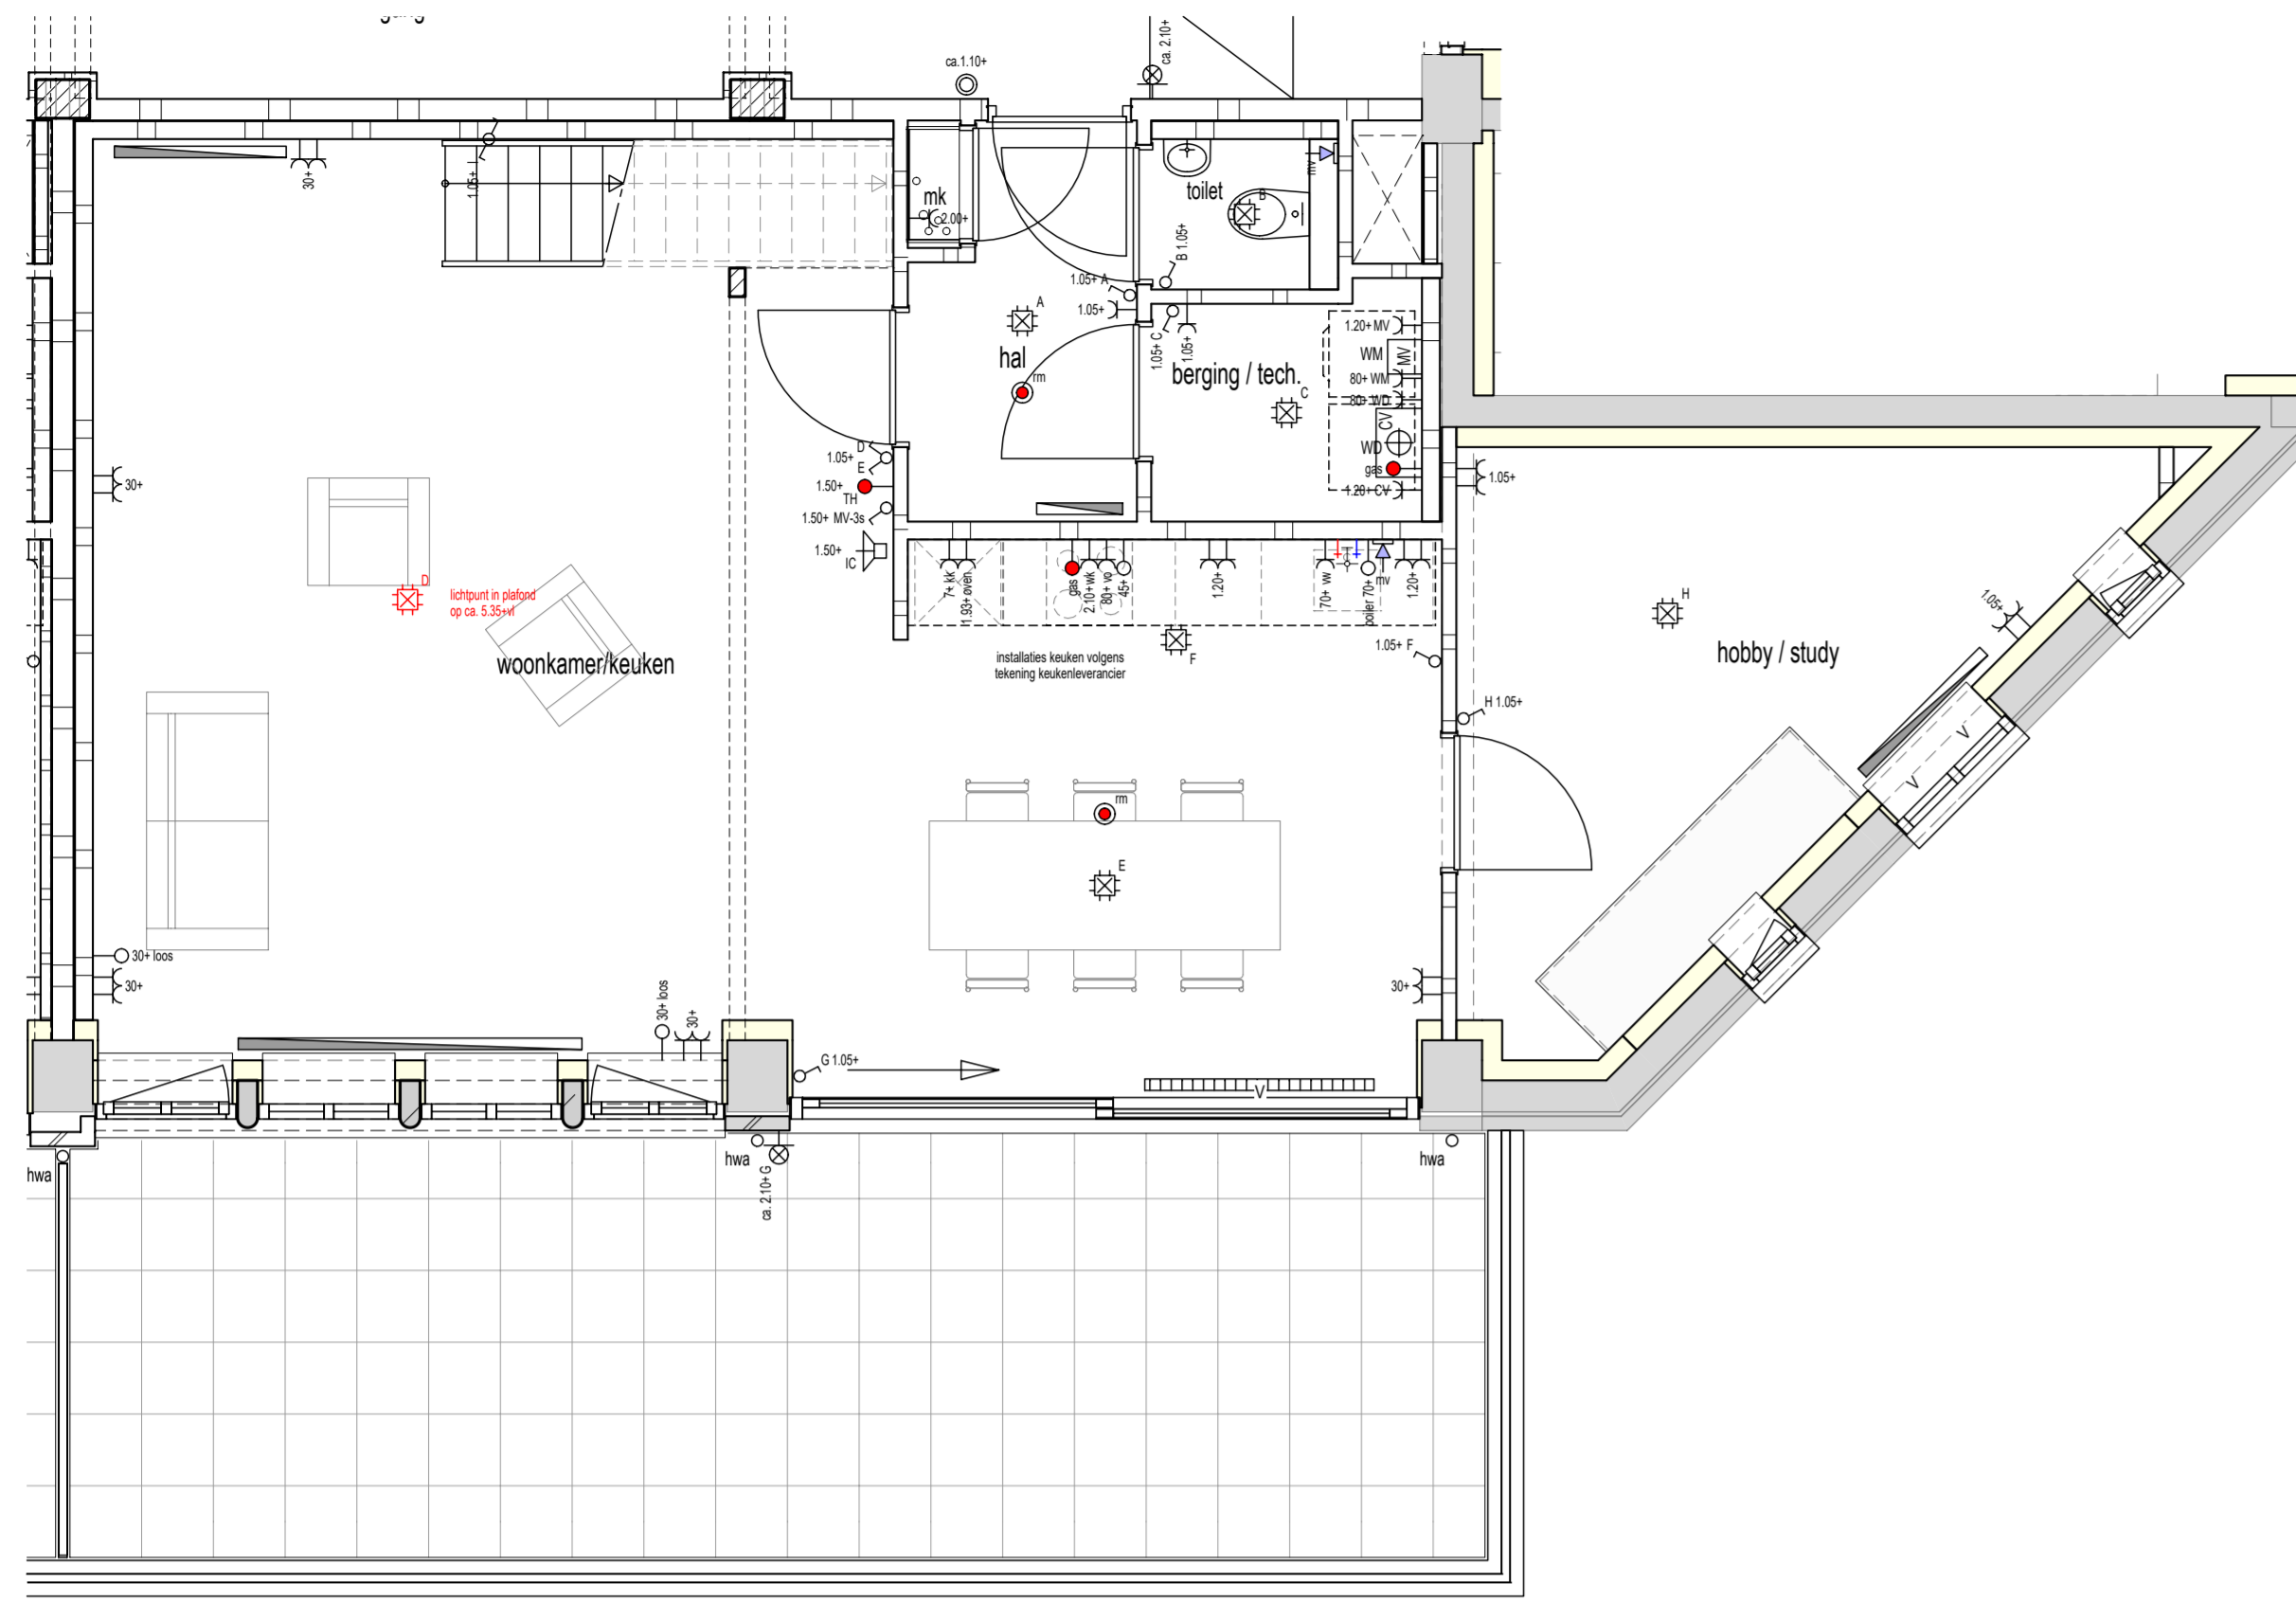 ca.1.10+
ca. 2.10+
30+
1.05+ I
mk
2.00+
toilet
mv
B
B 1.05+
1.05+ A
1.05+
A
hal
rm
1.05+ C
1.05+
berging / tech.
C
1.20+ MV
WM
MV
80+ WM
80+ WD
CV
WD
gas
1.20+ CV
1.05+
30+
D
1.05+
E
1.50+
TH
1.50+ MV-3s
1.50+
IC
7+ kk
1.93+ oven
gas
2.10+ wk
80+ vo
45+
1.20+
70+ vw
boiler 70+
mv
1.20+
D
lichtpunt in plafond
op ca. 5.35+vl
woonkamer/keuken
installaties keuken volgens
tekening keukenleverancier
F
1.05+ F
H
hobby / study
1.05+
H 1.05+
V
V
rm
E
30+ loos
30+
30+ loos
30+
30+
G 1.05+
V
hwa
hwa
ca. 2.10+ G
hwa